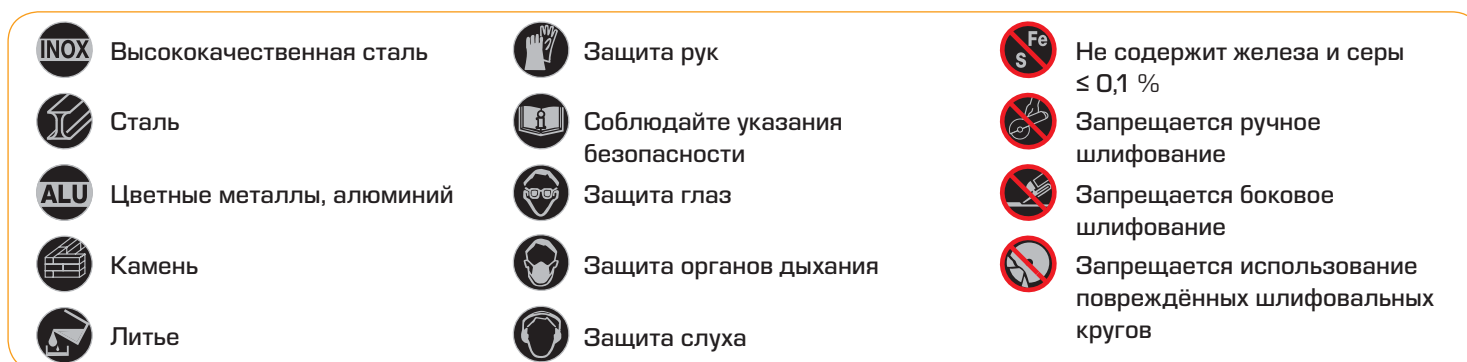 INOX Высококачественная сталь
Сталь
ALU Цветные металлы, алюминий
Камень
Литье
Защита рук
i Соблюдайте указания
безопасности
Защита глаз
Защита органов дыхания
Защита слуха
Fe
S
Не содержит железа и серы
≤ 0,1 %
Запрещается ручное
шлифование
Запрещается боковое
шлифование
Запрещается использование
повреждённых шлифовальных
кругов